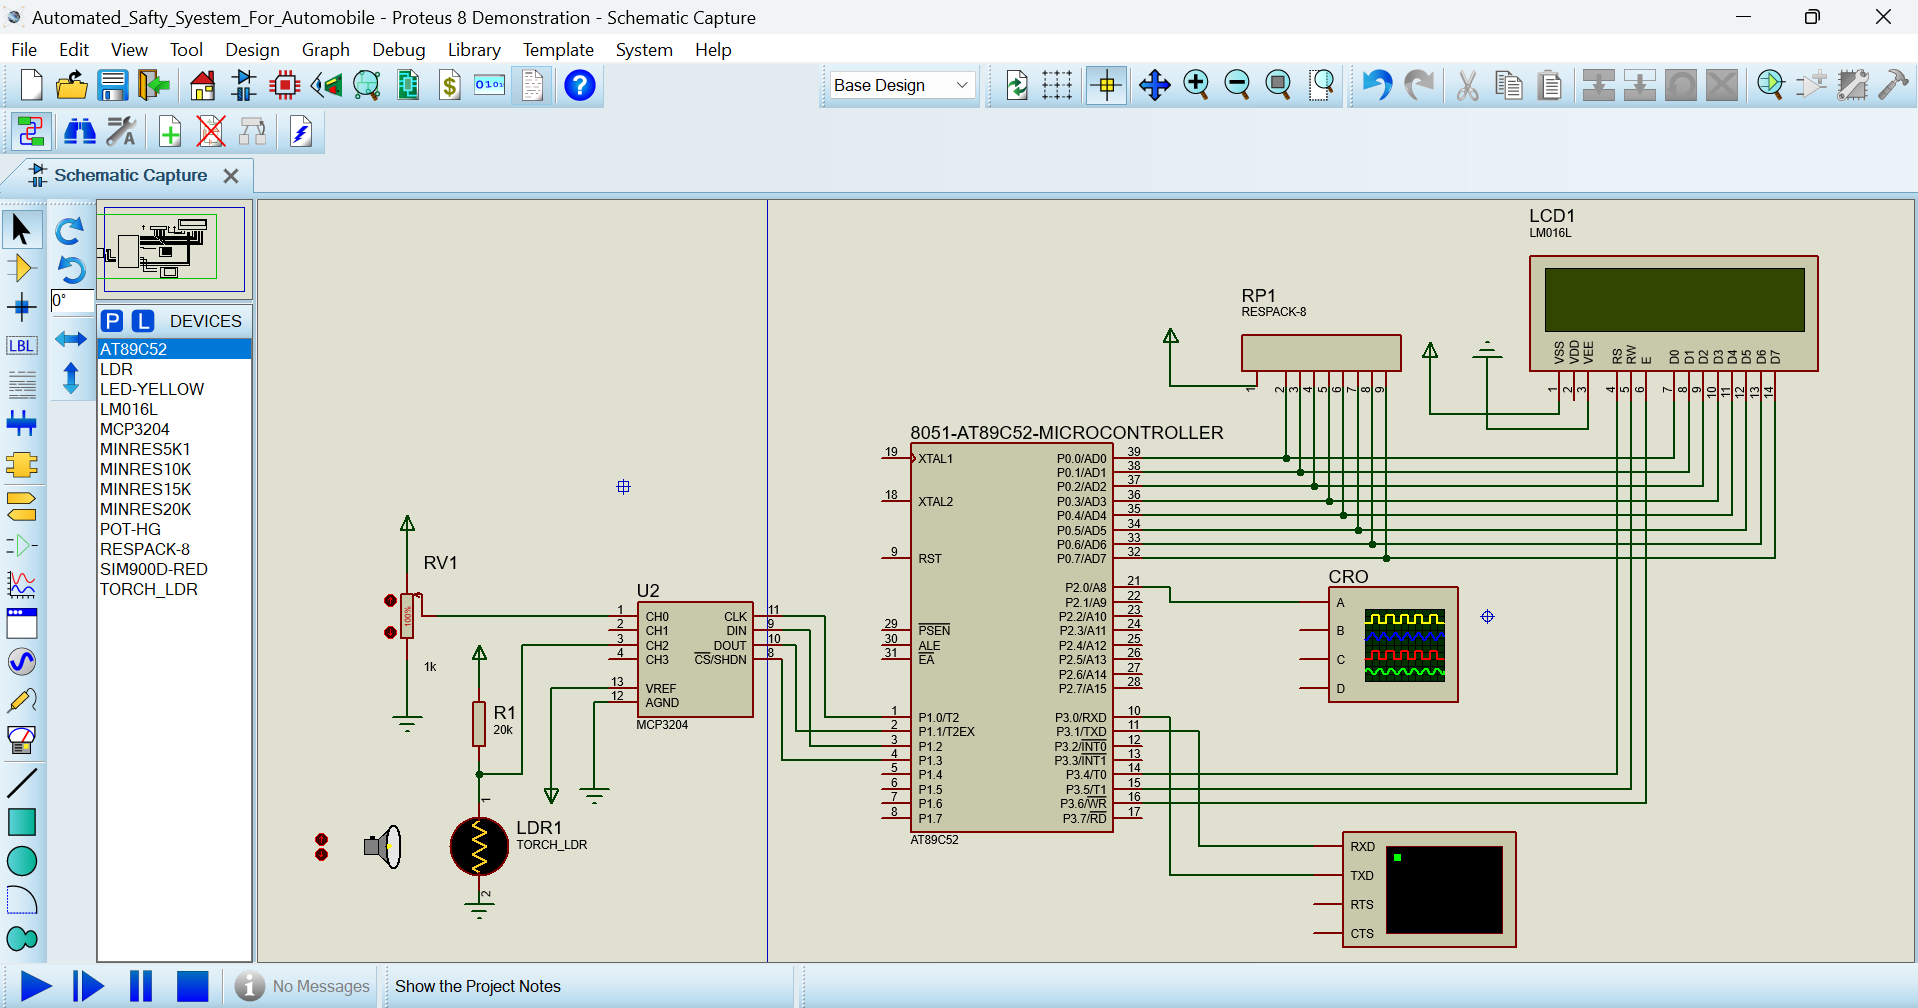 Automated_Safty_Syestem_For_Automobile - Proteus 8 Demonstration - Schematic Capture
File Edit View Tool Design Graph Debug Library Template System Help
Base Design
Schematic Capture
0°
LBL
P L DEVICES
AT89C52
LDR
LED-YELLOW
LM016L
MCP3204
MINRES5K1
MINRES10K
MINRES15K
MINRES20K
POT-HG
RESPACK-8
SIM900D-RED
TORCH_LDR
LCD1
LM016L
VSS VDD VEE RS RW E D0 D1 D2 D3 D4 D5 D6 D7
1 2 3 4 5 6 7 8 9 10 11 12 13 14
RP1
RESPACK-8
1 2 3 4 5 6 7 8 9
8051-AT89C52-MICROCONTROLLER
19 XTAL1 P0.0/AD0 39
P0.1/AD1 38
P0.2/AD2 37
18 XTAL2 P0.3/AD3 36
P0.4/AD4 35
P0.5/AD5 34
P0.6/AD6 33
9 RST P0.7/AD7 32
P2.0/A8 21
P2.1/A9 22
P2.2/A10 23
29 PSEN P2.3/A11 24
30 ALE P2.4/A12 25
31 EA P2.5/A13 26
P2.6/A14 27
P2.7/A15 28
1 P1.0/T2 P3.0/RXD 10
2 P1.1/T2EX P3.1/TXD 11
3 P1.2 P3.2/INT0 12
4 P1.3 P3.3/INT1 13
5 P1.4 P3.4/T0 14
6 P1.5 P3.5/T1 15
7 P1.6 P3.6/WR 16
8 P1.7 P3.7/RD 17
AT89C52
RV1
100%
1k
U2
1 CH0 CLK 11
2 CH1 DIN 9
3 CH2 DOUT 10
4 CH3 CS/SHDN 8
13 VREF
12 AGND
MCP3204
R1
20k
1
LDR1
TORCH_LDR
2
CRO
A
B
C
D
RXD
TXD
RTS
CTS
No Messages
Show the Project Notes